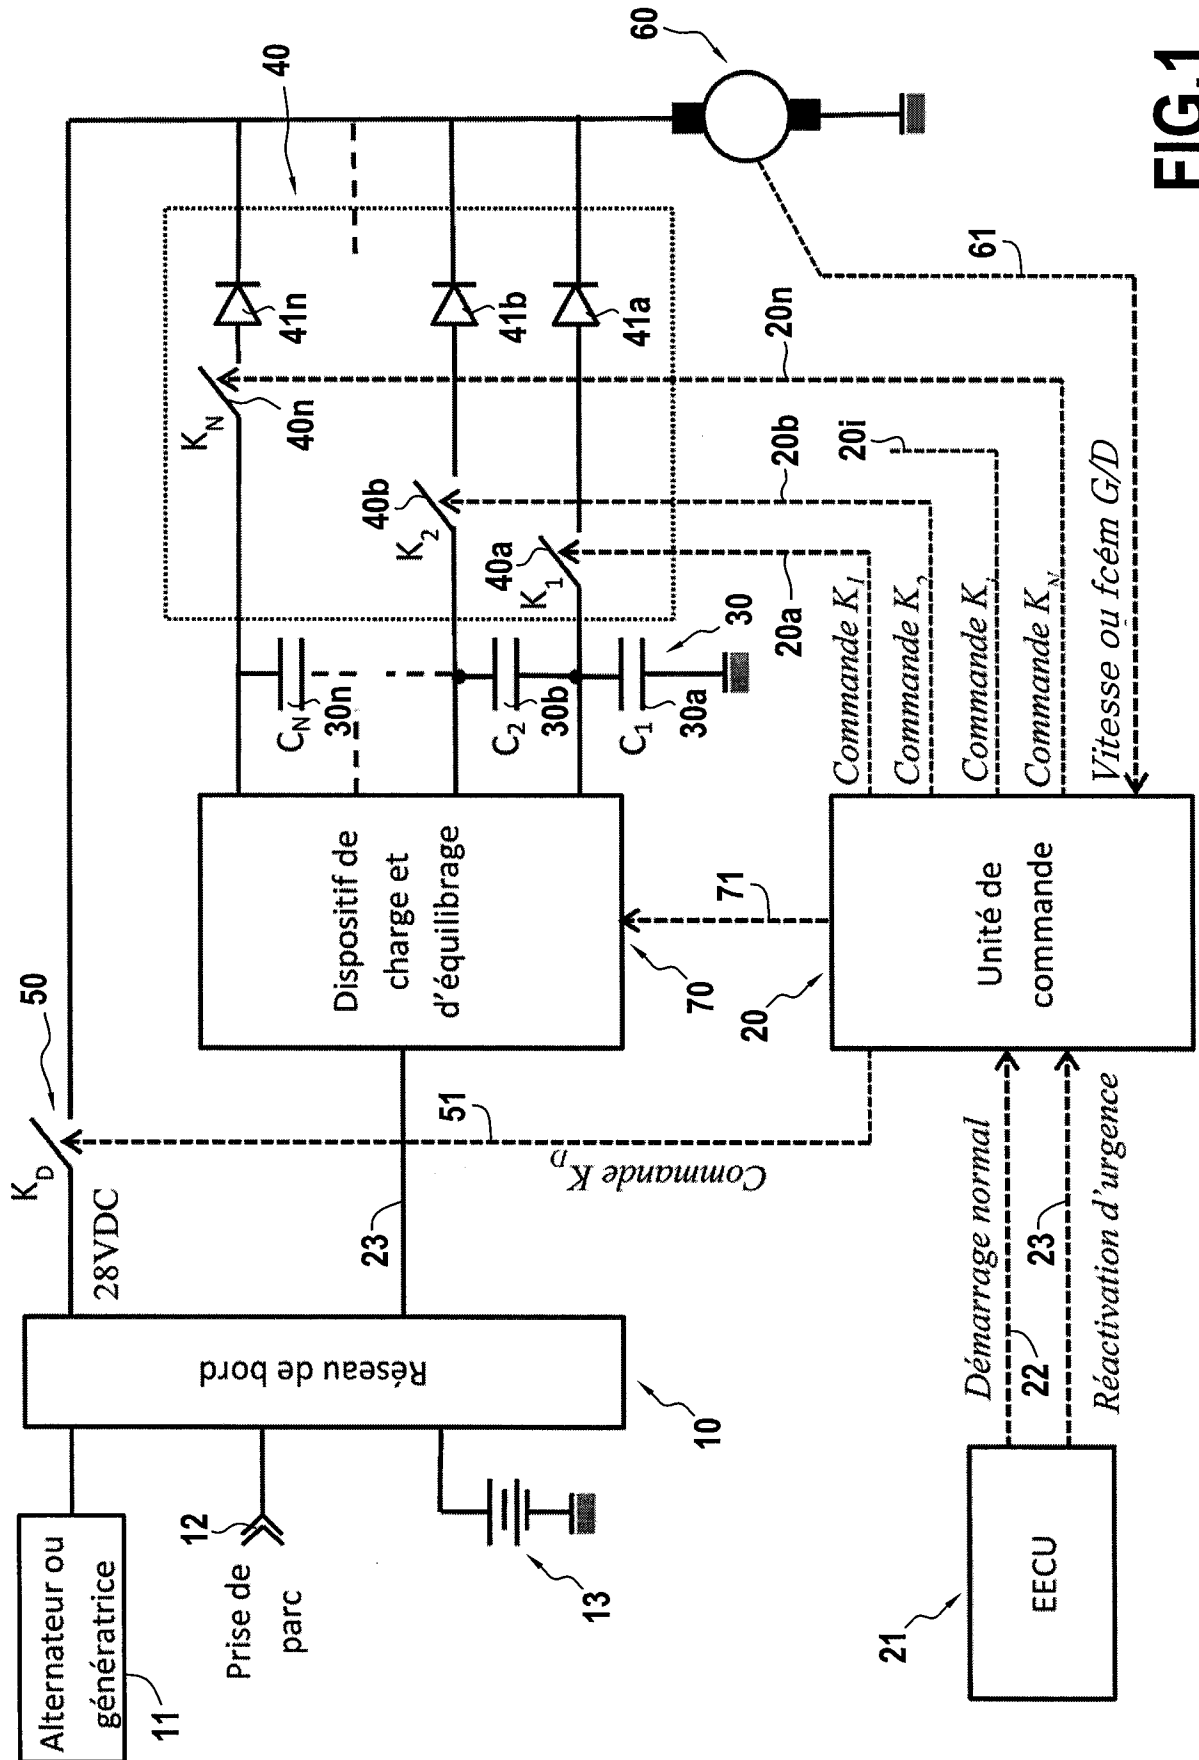 Alternateur ou
génératrice
11
Prise de
parc
12
13
Réseau de bord
10
28VDC
K_D
50
23
Commande K_D
51
Dispositif de
charge et
d'équilibrage
70
71
C_N
30n
C_2
30b
C_1
30a
30
K_N
40n
K_2
40b
K_1
40a
40
41n
41b
41a
60
61
20n
20i
20b
20a
Commande K_1
Commande K_2
Commande K_i
Commande K_N
Vitesse ou fcém G/D
Unité de
commande
20
Démarrage normal
22
23
Réactivation d'urgence
EECU
21
FIG.1